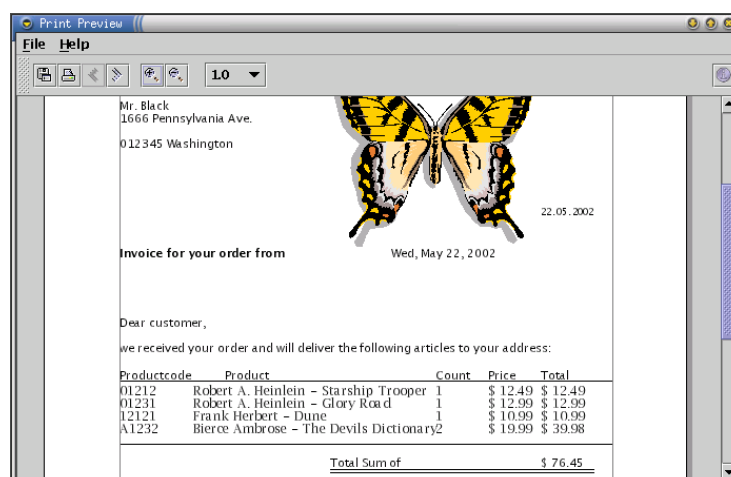 Print Preview
File Help
1.0
Mr. Black
1666 Pennsylvania Ave.
012345 Washington
22.05.2002
Invoice for your order from Wed, May 22, 2002
Dear customer,
we received your order and will deliver the following articles to your address:
Productcode Product Count Price Total
01212 Robert A. Heinlein – Starship Trooper 1 $ 12.49 $ 12.49
01231 Robert A. Heinlein – Glory Road 1 $ 12.99 $ 12.99
12121 Frank Herbert – Dune 1 $ 10.99 $ 10.99
A1232 Bierce Ambrose – The Devils Dictionary2 $ 19.99 $ 39.98
Total Sum of $ 76.45